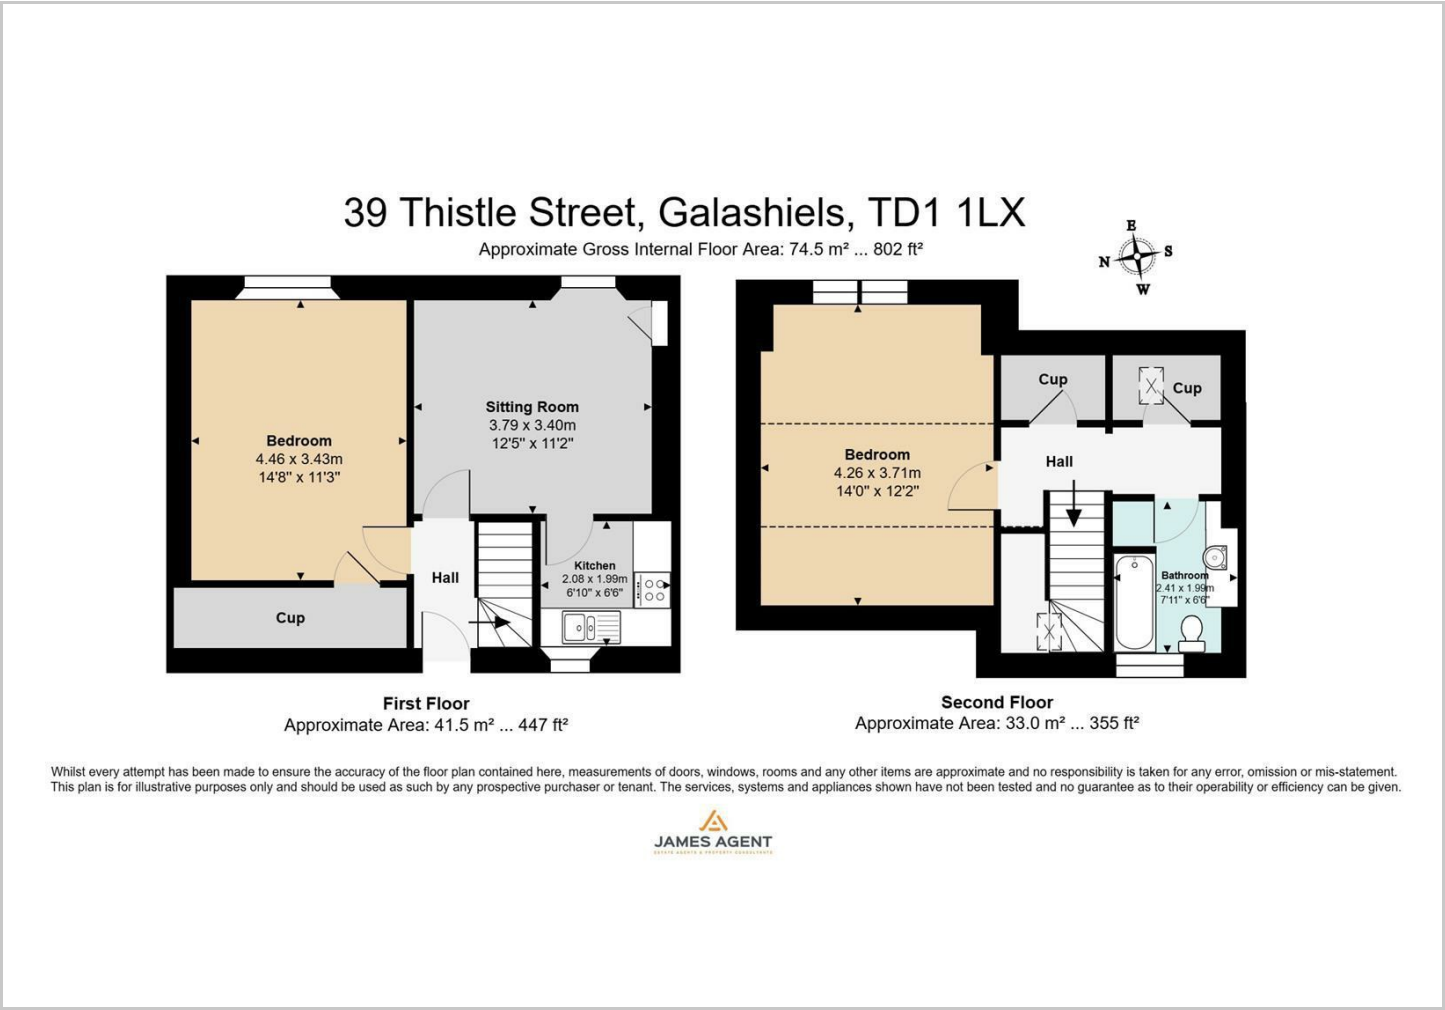 39 Thistle Street, Galashiels, TD1 1LX
Approximate Gross Internal Floor Area: 74.5 m² ... 802 ft²
E
N
S
W
Bedroom
4.46 x 3.43m
14'8" x 11'3"
Sitting Room
3.79 x 3.40m
12'5" x 11'2"
Kitchen
2.08 x 1.99m
6'10" x 6'6"
Hall
Cup
First Floor
Approximate Area: 41.5 m² ... 447 ft²
Bedroom
4.26 x 3.71m
14'0" x 12'2"
Cup
Cup
Hall
Bathroom
2.41 x 1.99m
7'11" x 6'6"
Second Floor
Approximate Area: 33.0 m² ... 355 ft²
Whilst every attempt has been made to ensure the accuracy of the floor plan contained here, measurements of doors, windows, rooms and any other items are approximate and no responsibility is taken for any error, omission or mis-statement.
This plan is for illustrative purposes only and should be used as such by any prospective purchaser or tenant. The services, systems and appliances shown have not been tested and no guarantee as to their operability or efficiency can be given.
JAMES AGENT
ESTATE AGENTS & PROPERTY CONSULTANTS